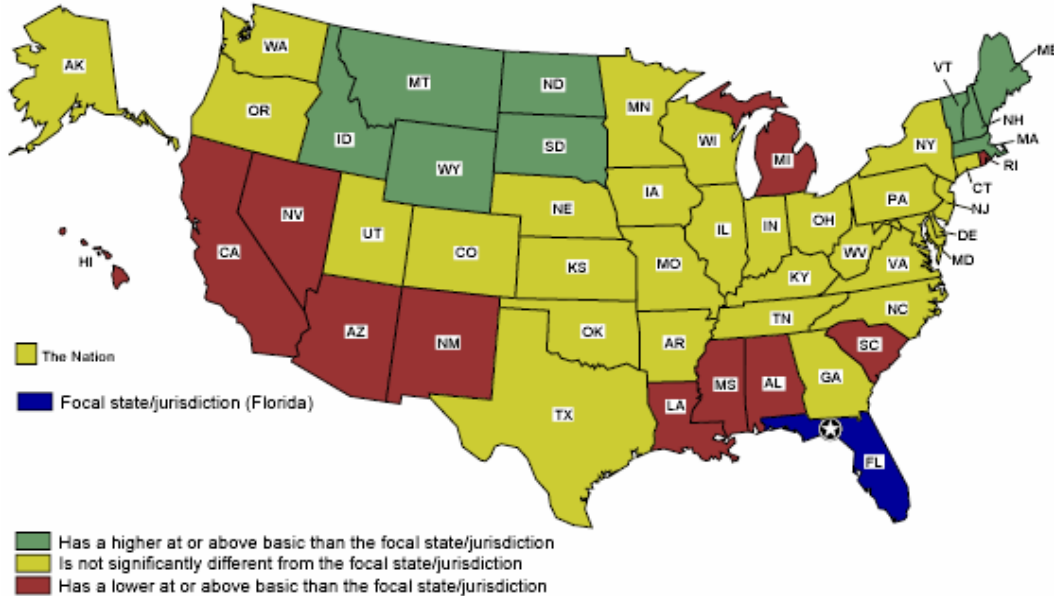 AK
WA
MT
ND
MN
VT
ME
OR
ID
SD
WI
MI
NY
NH
MA
RI
WY
CT
IA
PA
NJ
NE
NV
UT
CO
IL
IN
OH
WV
DE
MD
VA
HI
CA
KS
MO
KY
NC
TN
AZ
NM
OK
AR
SC
The Nation
MS
AL
GA
LA
TX
Focal state/jurisdiction (Florida)
FL
Has a higher at or above basic than the focal state/jurisdiction
Is not significantly different from the focal state/jurisdiction
Has a lower at or above basic than the focal state/jurisdiction